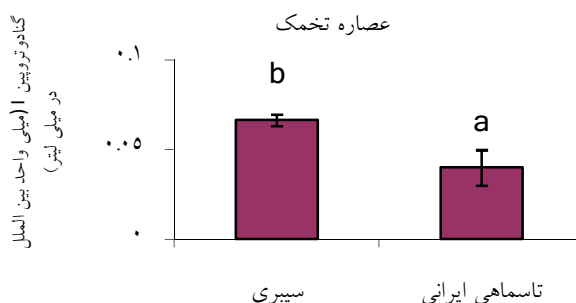 عصاره تخمک
گنادوتروپین I (میلی واحد بین الملل
در میلی لیتر)
۰.۱
۰.۰۵
۰
b
a
سیبری
تاسماهی ایرانی